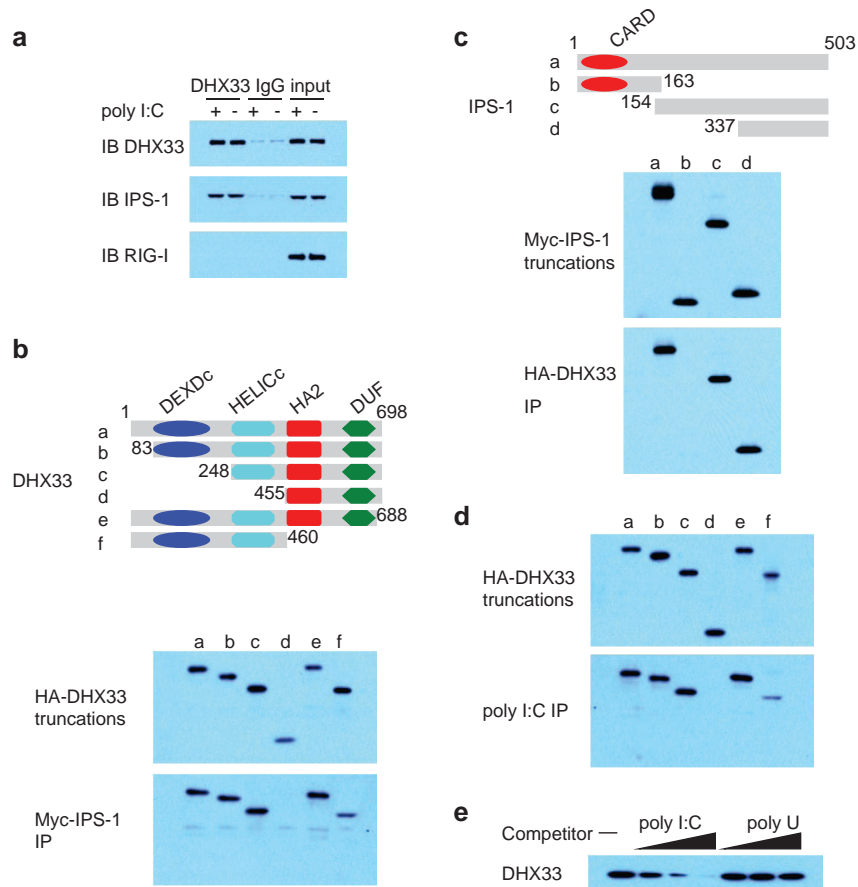 a
DHX33 IgG input
poly I:C + - + - + -
IB DHX33
IB IPS-1
IB RIG-I
b
DEXDc HELICc HA2 DUF
1 698
a
83 b
248 c
455 d
e 688
f 460
DHX33
a b c d e f
HA-DHX33
truncations
Myc-IPS-1
IP
c
CARD
1 503
a
b 163
IPS-1 154 c
d 337
a b c d
Myc-IPS-1
truncations
HA-DHX33
IP
d
a b c d e f
HA-DHX33
truncations
poly I:C IP
e
Competitor — poly I:C poly U
DHX33